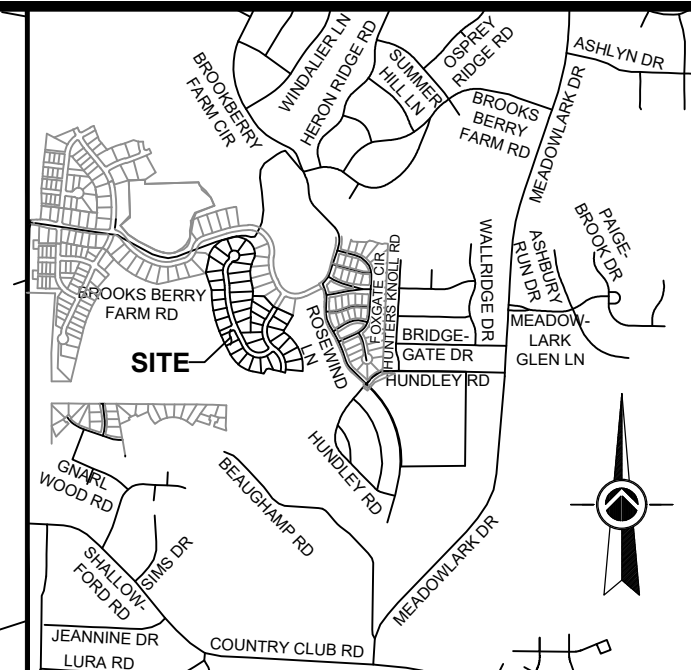 WINDALIER LN
HERON RIDGE RD
BROOKBERRY
FARM CIR
SUMMER
HILL LN
OSPREY
RIDGE RD
BROOKS
BERRY
FARM RD
MEADOWLARK DR
ASHLYN DR
BROOKS BERRY
FARM RD
SITE
ROSEWIND
LN
FOXGATE CIR
HUNTERS KNOLL RD
WALLRIDGE DR
ASHBURY
RUN DR
PAIGE-
BROOK DR
BRIDGE-
GATE DR
MEADOW-
LARK
GLEN LN
HUNDLEY RD
HUNDLEY RD
GNARL
WOOD RD
BEAUGHAMP RD
SIMS DR
SHALLOW-
FORD RD
MEADOWLARK DR
JEANNINE DR
LURA RD
COUNTRY CLUB RD